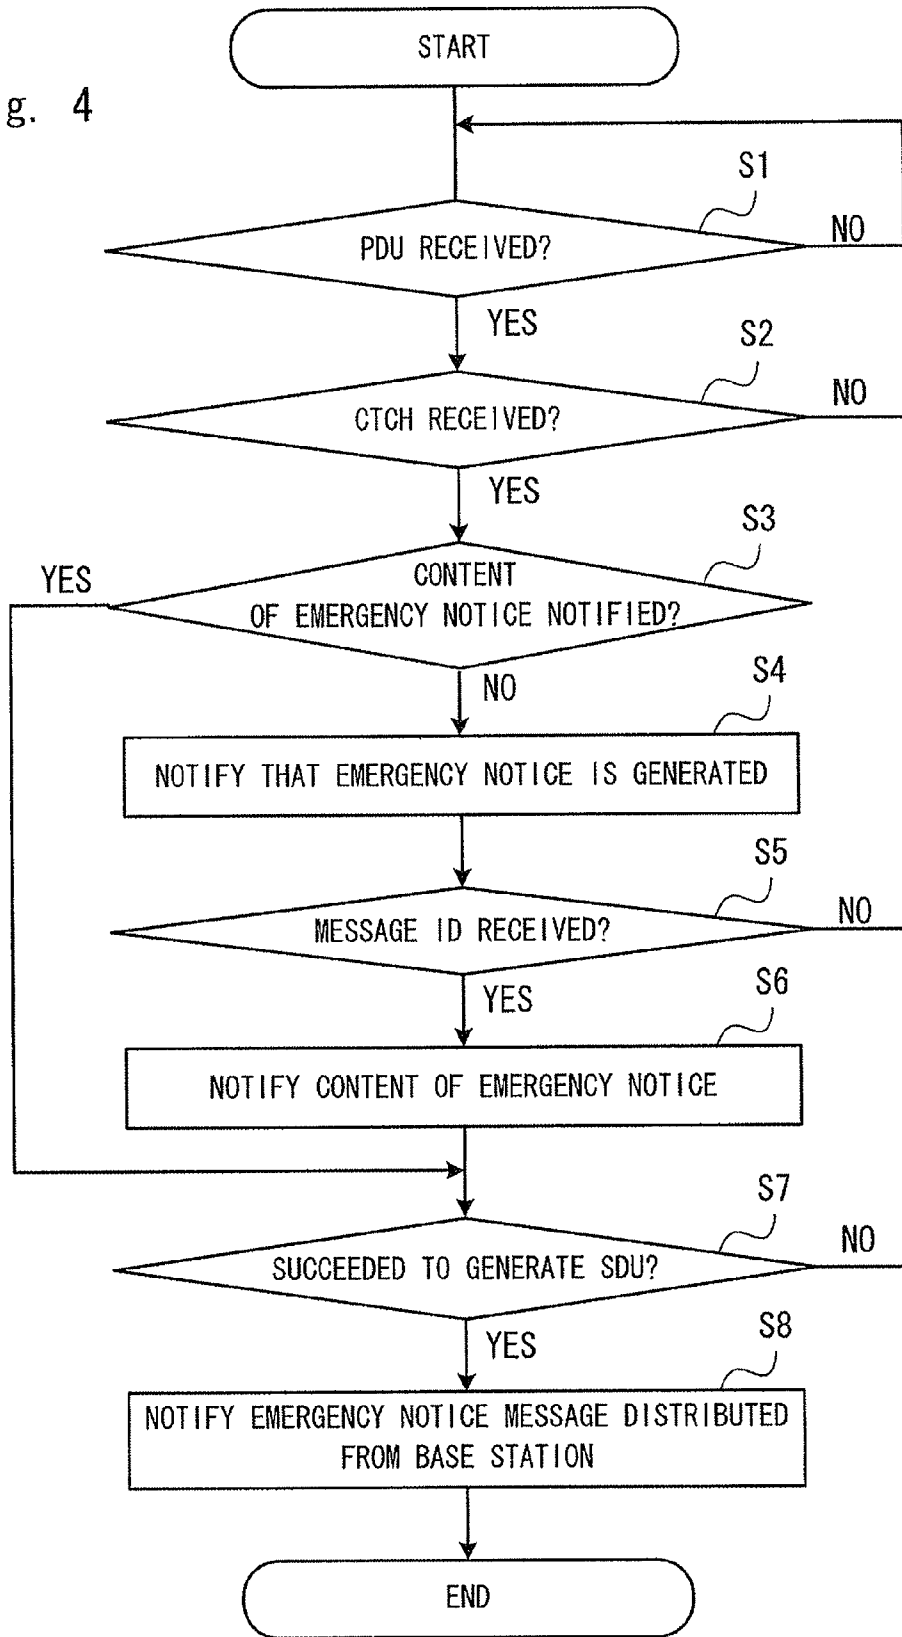 START
g. 4
S1
PDU RECEIVED?
NO
YES
S2
CTCH RECEIVED?
NO
YES
S3
YES
CONTENT
OF EMERGENCY NOTICE NOTIFIED?
NO
S4
NOTIFY THAT EMERGENCY NOTICE IS GENERATED
S5
MESSAGE ID RECEIVED?
NO
YES
S6
NOTIFY CONTENT OF EMERGENCY NOTICE
S7
SUCCEEDED TO GENERATE SDU?
NO
YES
S8
NOTIFY EMERGENCY NOTICE MESSAGE DISTRIBUTED
FROM BASE STATION
END